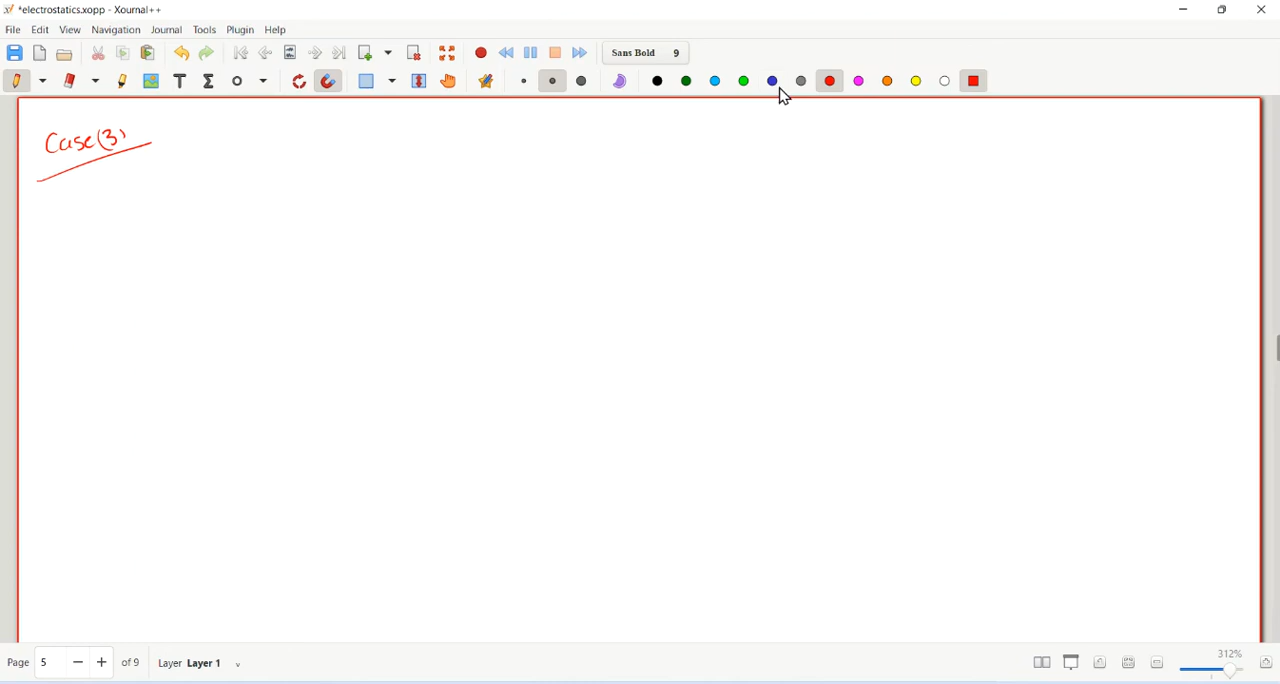 *electrostatics.xopp - Xournal++
File Edit View Navigation Journal Tools Plugin Help
Sans Bold 9
Case(3)
Page 5 of 9 Layer Layer 1
312%